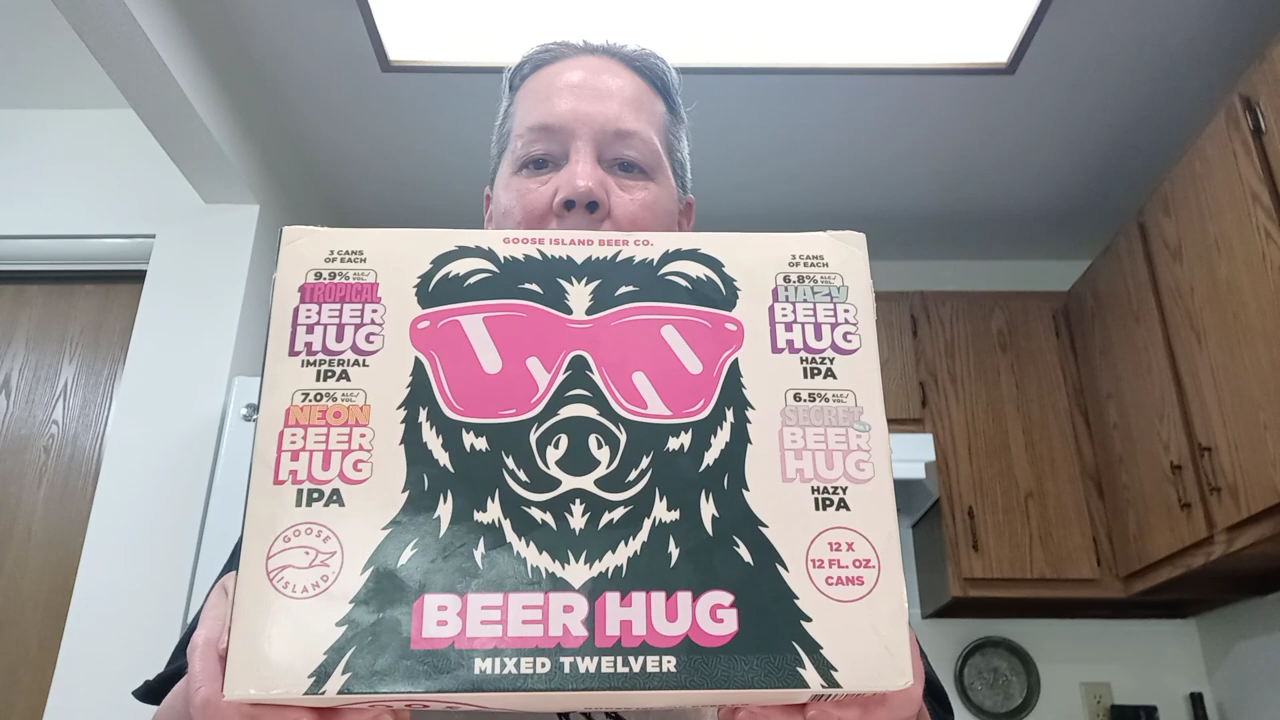 GOOSE ISLAND BEER CO.
3 CANS
OF EACH
9.9% ALC./
VOL.
TROPICAL
BEER
HUG
IMPERIAL
IPA
7.0% ALC./
VOL.
NEON
BEER
HUG
IPA
GOOSE
ISLAND
3 CANS
OF EACH
6.8% ALC./
VOL.
HAZY
BEER
HUG
HAZY
IPA
6.5% ALC./
VOL.
SECRET
BEER
HUG
HAZY
IPA
12 X
12 FL. OZ.
CANS
BEER HUG
MIXED TWELVER